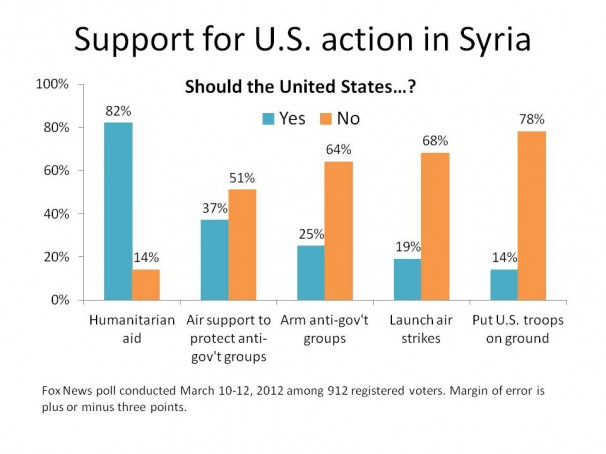 Support for U.S. action in Syria
Should the United States...?
Yes No
100%
80%
60%
40%
20%
0%
82%
14%
37%
51%
25%
64%
19%
68%
14%
78%
Humanitarian
aid
Air support to
protect anti-
gov't groups
Arm anti-gov't
groups
Launch air
strikes
Put U.S. troops
on ground
Fox News poll conducted March 10-12, 2012 among 912 registered voters. Margin of error is
plus or minus three points.